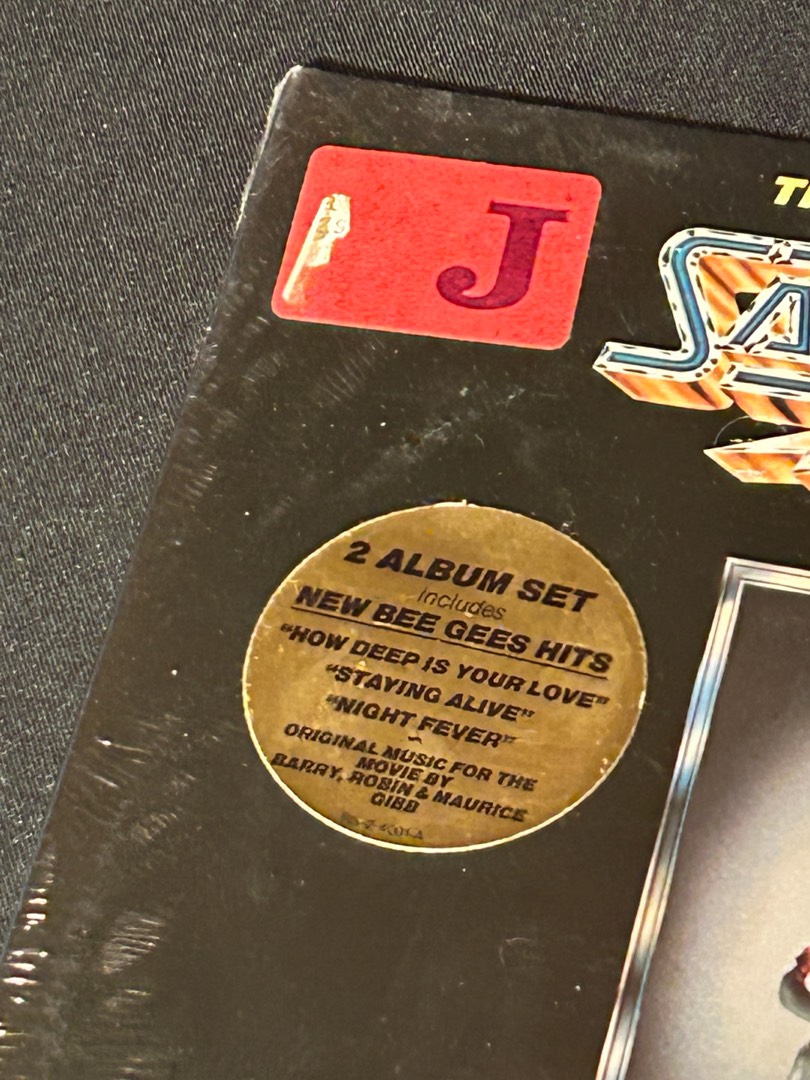 J
2 ALBUM SET
includes
NEW BEE GEES HITS
"HOW DEEP IS YOUR LOVE"
"STAYING ALIVE"
"NIGHT FEVER"
ORIGINAL MUSIC FOR THE
MOVIE BY
BARRY, ROBIN & MAURICE
GIBB